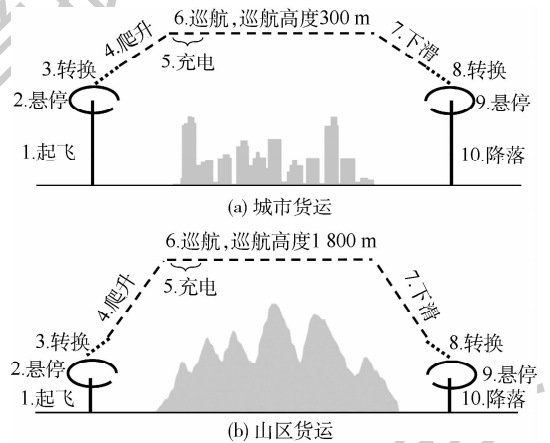 6.巡航,巡航高度300 m
4.爬升
5.充电
7.下滑
3.转换
8.转换
2.悬停
9.悬停
1.起飞
10.降落
(a) 城市货运
6.巡航,巡航高度1 800 m
4.爬升
5.充电
7.下滑
3.转换
8.转换
2.悬停
9.悬停
1.起飞
10.降落
(b) 山区货运